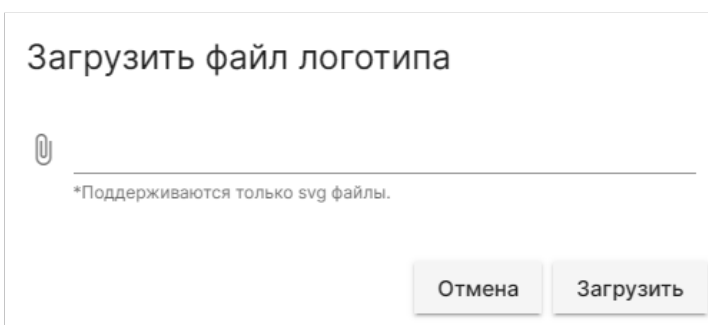 Загрузить файл логотипа
*Поддерживаются только svg файлы.
Отмена Загрузить